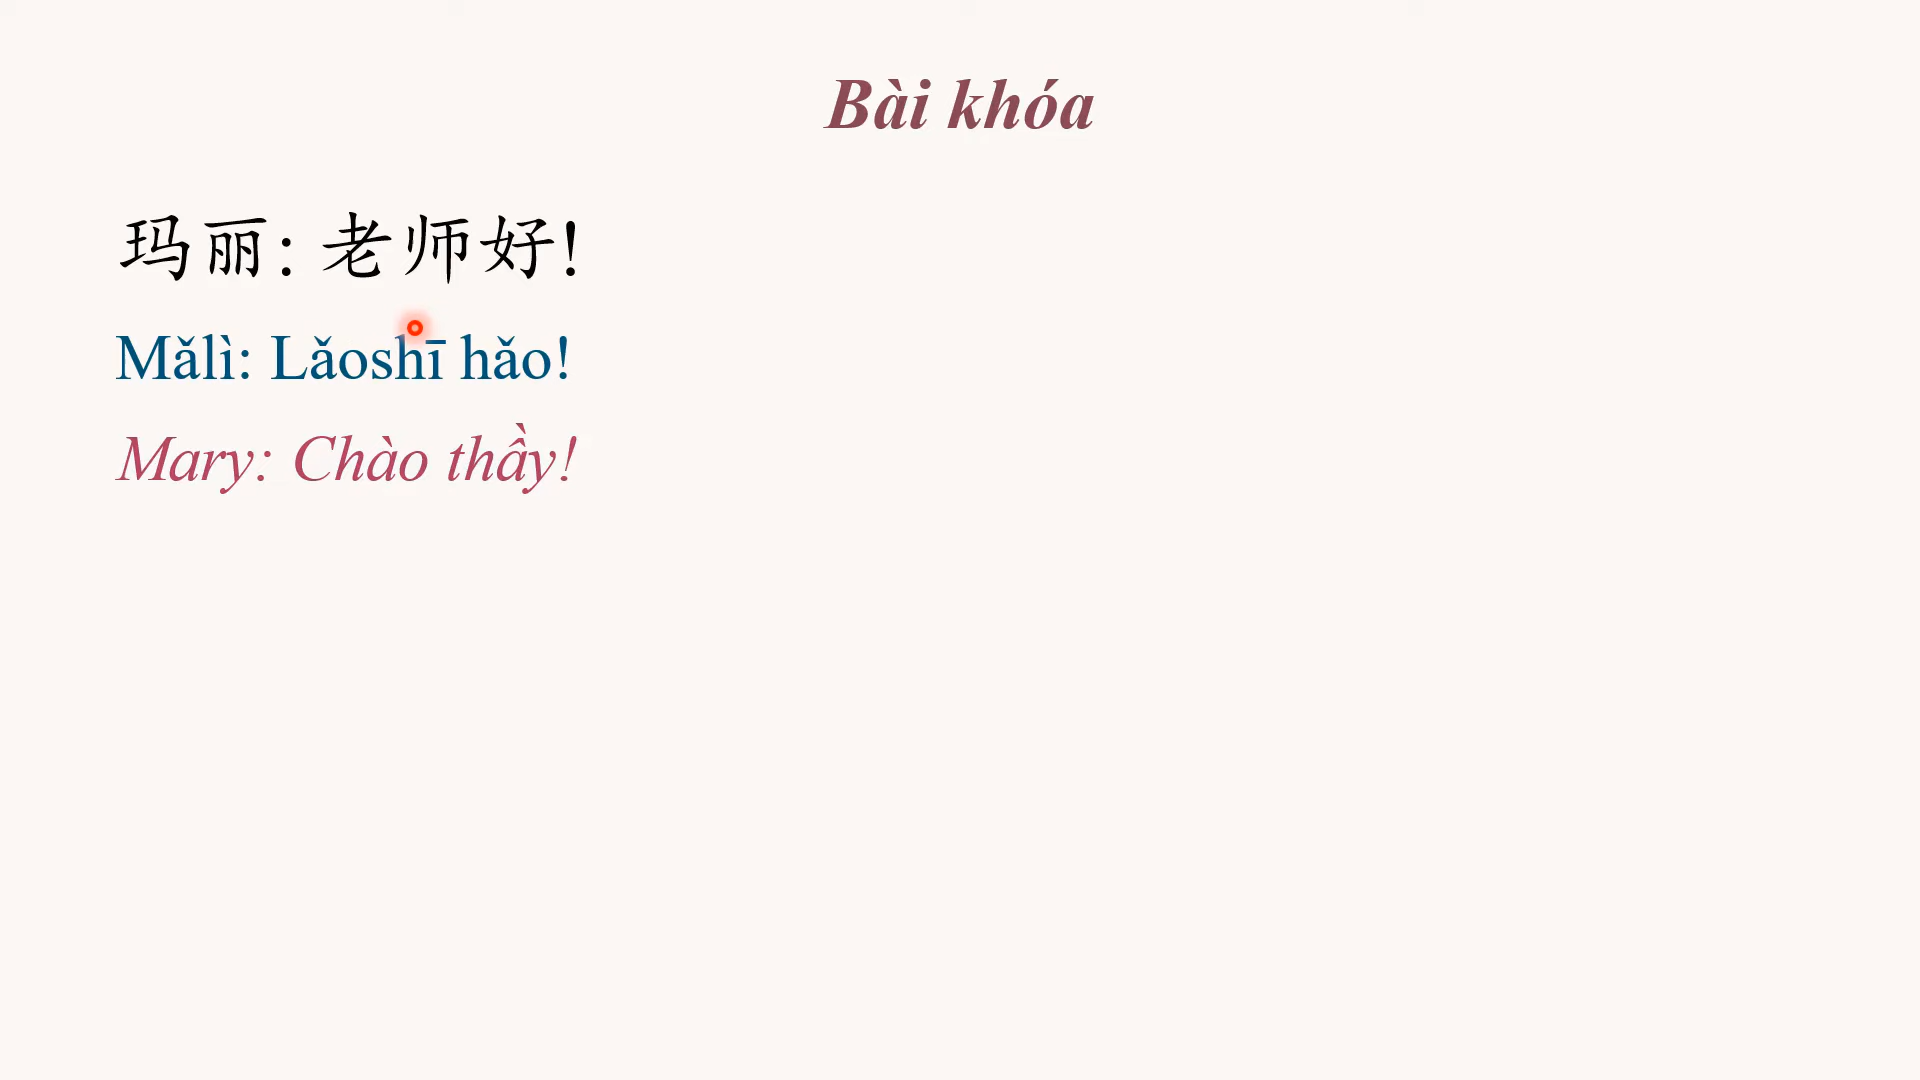 Bài khóa
玛丽: 老师好!
Mǎlì: Lǎoshī hǎo!
Mary: Chào thầy!